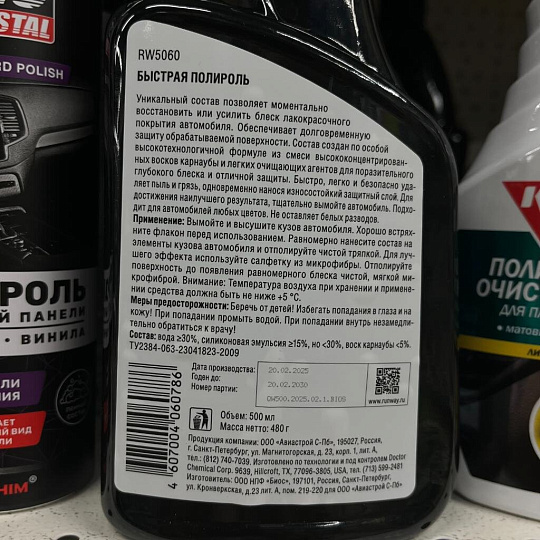 STAL
RD POLISH
РОЛЬ
Й ПАНЕЛИ
ВИНИЛА
RW5060
БЫСТРАЯ ПОЛИРОЛЬ
Уникальный состав позволяет моментально
восстановить или усилить блеск лакокрасочного
покрытия автомобиля. Обеспечивает долговременную
защиту обрабатываемой поверхности. Состав создан по особой
высокотехнологичной формуле из смеси высококонцентрирован-
ных восков карнаубы и легких очищающих агентов для поразительного
глубокого блеска и отличной защиты. Быстро, легко и безопасно уда-
ляет пыль и грязь, одновременно нанося износостойкий защитный слой. Для
достижения наилучшего результата, тщательно вымойте автомобиль. Подхо-
дит для автомобилей любых цветов. Не оставляет белых разводов.
Применение: Вымойте и высушите кузов автомобиля. Хорошо встрях-
ните флакон перед использованием. Равномерно нанесите состав на
элементы кузова автомобиля и отполируйте чистой тряпкой. Для луч-
шего эффекта используйте салфетку из микрофибры. Отполируйте
поверхность до появления равномерного блеска чистой, мягкой ми-
крофиброй. Внимание: Температура воздуха при хранении и примене-
нии средства должна быть не ниже +5 °C.
Меры предосторожности: Беречь от детей! Избегать попадания в глаза и на
кожу! При попадании промыть водой. При попадании внутрь незамедли-
тельно обратиться к врачу!
Состав: вода ≥30%, силиконовая эмульсия ≥15%, но <30%, воск карнаубы <5%.
ТУ2384-063-23041823-2009
Дата производства: 20.02.2025
Годен до: 20.02.2030
Номер партии: RW500.2025.02.1.BIOS
www.runway.ru
4607004060786
Объем: 500 мл
Масса нетто: 480 г
Продукция компании: ООО «Авиастрой С-Пб», 195027, Россия,
г. Санкт-Петербург, ул. Магнитогорская, д. 23, корп. 1, лит. А,
тел.: (812) 740-7039. Изготовлено по технологии и под контролем Doctor
Chemical Corp. 9639, Hillcroft, TX, 77096-3805, USA, тел.: (713) 599-2481
Изготовитель: ООО НПФ «Биос», 197101, Россия, г. Санкт-Петербург,
ул. Кронверкская, д.23 лит. А, пом. 219-220 для ООО «Авиастрой С-Пб»
ПОЛИ
ОЧИС
ДЛЯ ПЛ